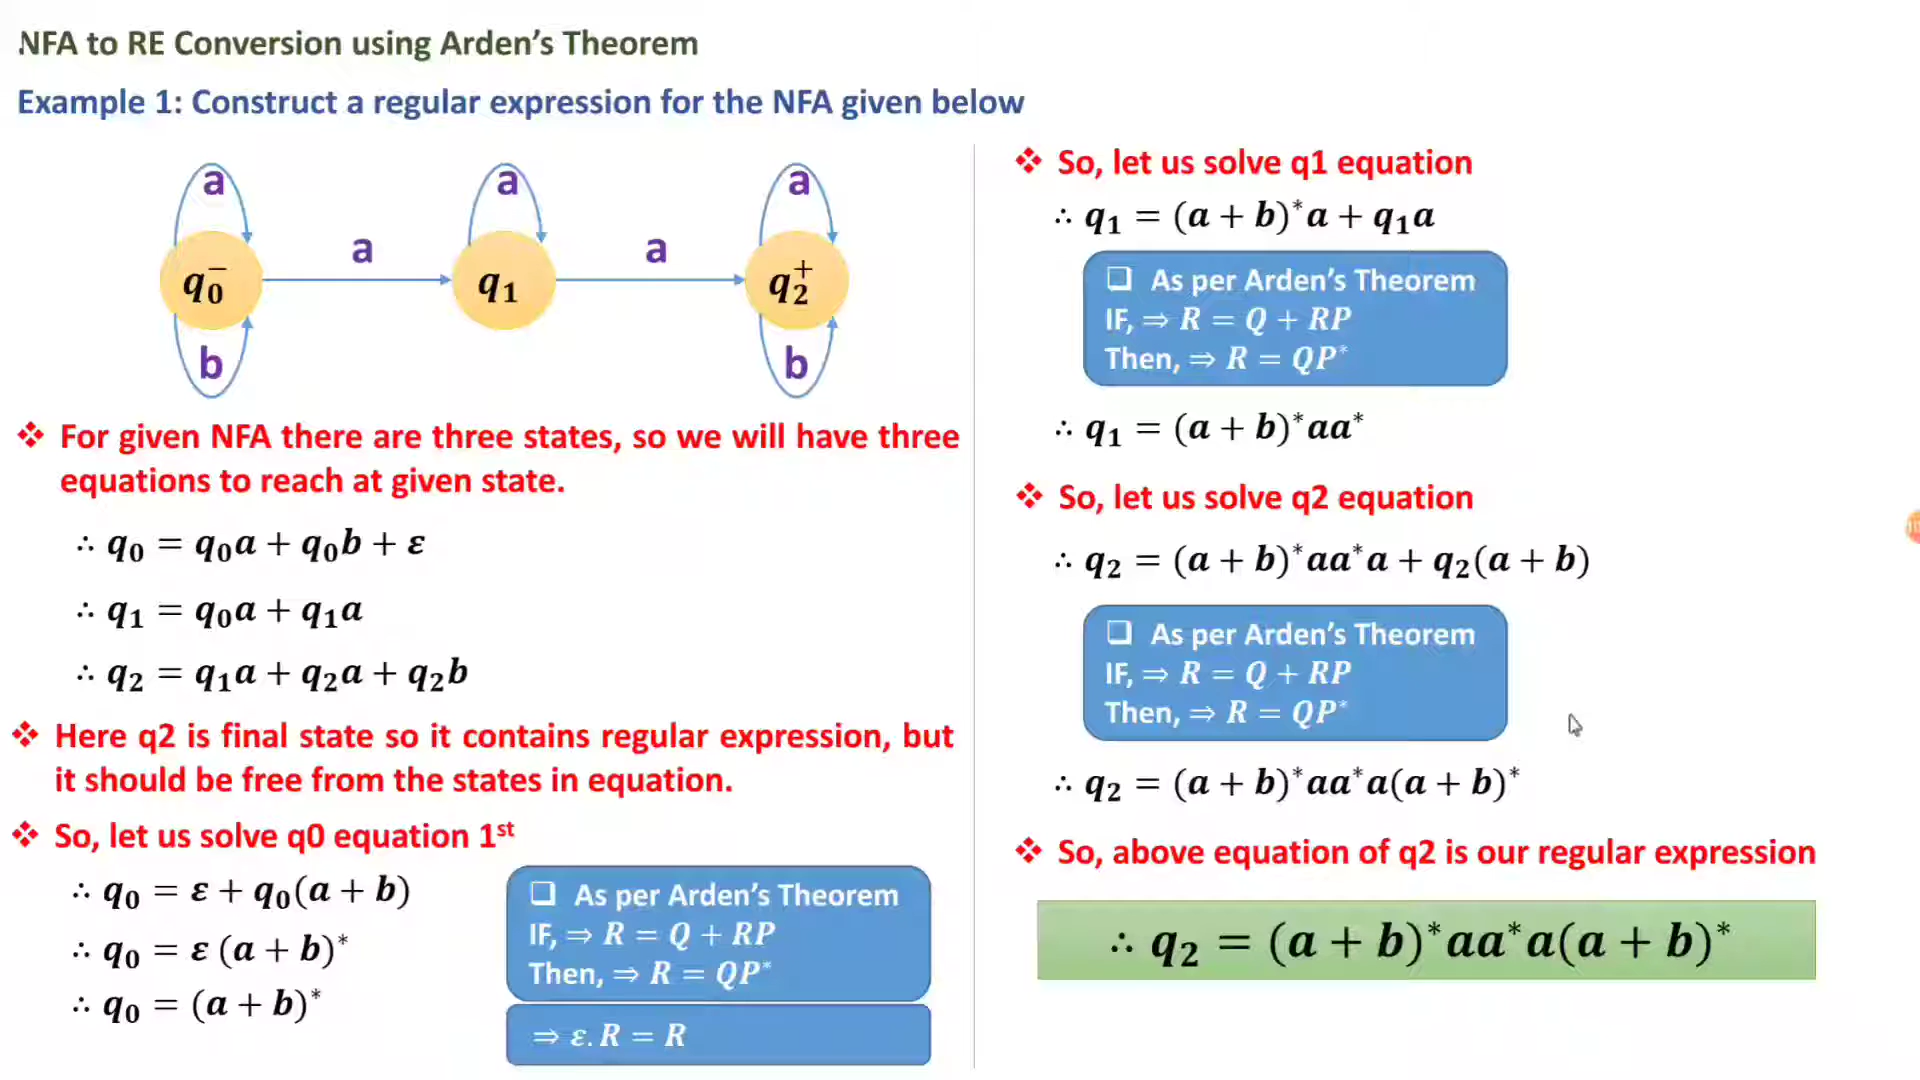 NFA to RE Conversion using Arden's Theorem
Example 1: Construct a regular expression for the NFA given below
a
a
a
a
a
q₀⁻
q₁
q₂⁺
b
b
❖ For given NFA there are three states, so we will have three
equations to reach at given state.
∴ q₀ = q₀a + q₀b + ε
∴ q₁ = q₀a + q₁a
∴ q₂ = q₁a + q₂a + q₂b
❖ Here q2 is final state so it contains regular expression, but
it should be free from the states in equation.
❖ So, let us solve q0 equation 1ˢᵗ
∴ q₀ = ε + q₀(a + b)
∴ q₀ = ε (a + b)*
∴ q₀ = (a + b)*
❑ As per Arden's Theorem
IF, ⇒ R = Q + RP
Then, ⇒ R = QP*
⇒ ε. R = R
❖ So, let us solve q1 equation
∴ q₁ = (a + b)*a + q₁a
❑ As per Arden's Theorem
IF, ⇒ R = Q + RP
Then, ⇒ R = QP*
∴ q₁ = (a + b)*aa*
❖ So, let us solve q2 equation
∴ q₂ = (a + b)*aa*a + q₂(a + b)
❑ As per Arden's Theorem
IF, ⇒ R = Q + RP
Then, ⇒ R = QP*
∴ q₂ = (a + b)*aa*a(a + b)*
❖ So, above equation of q2 is our regular expression
∴ q₂ = (a + b)*aa*a(a + b)*